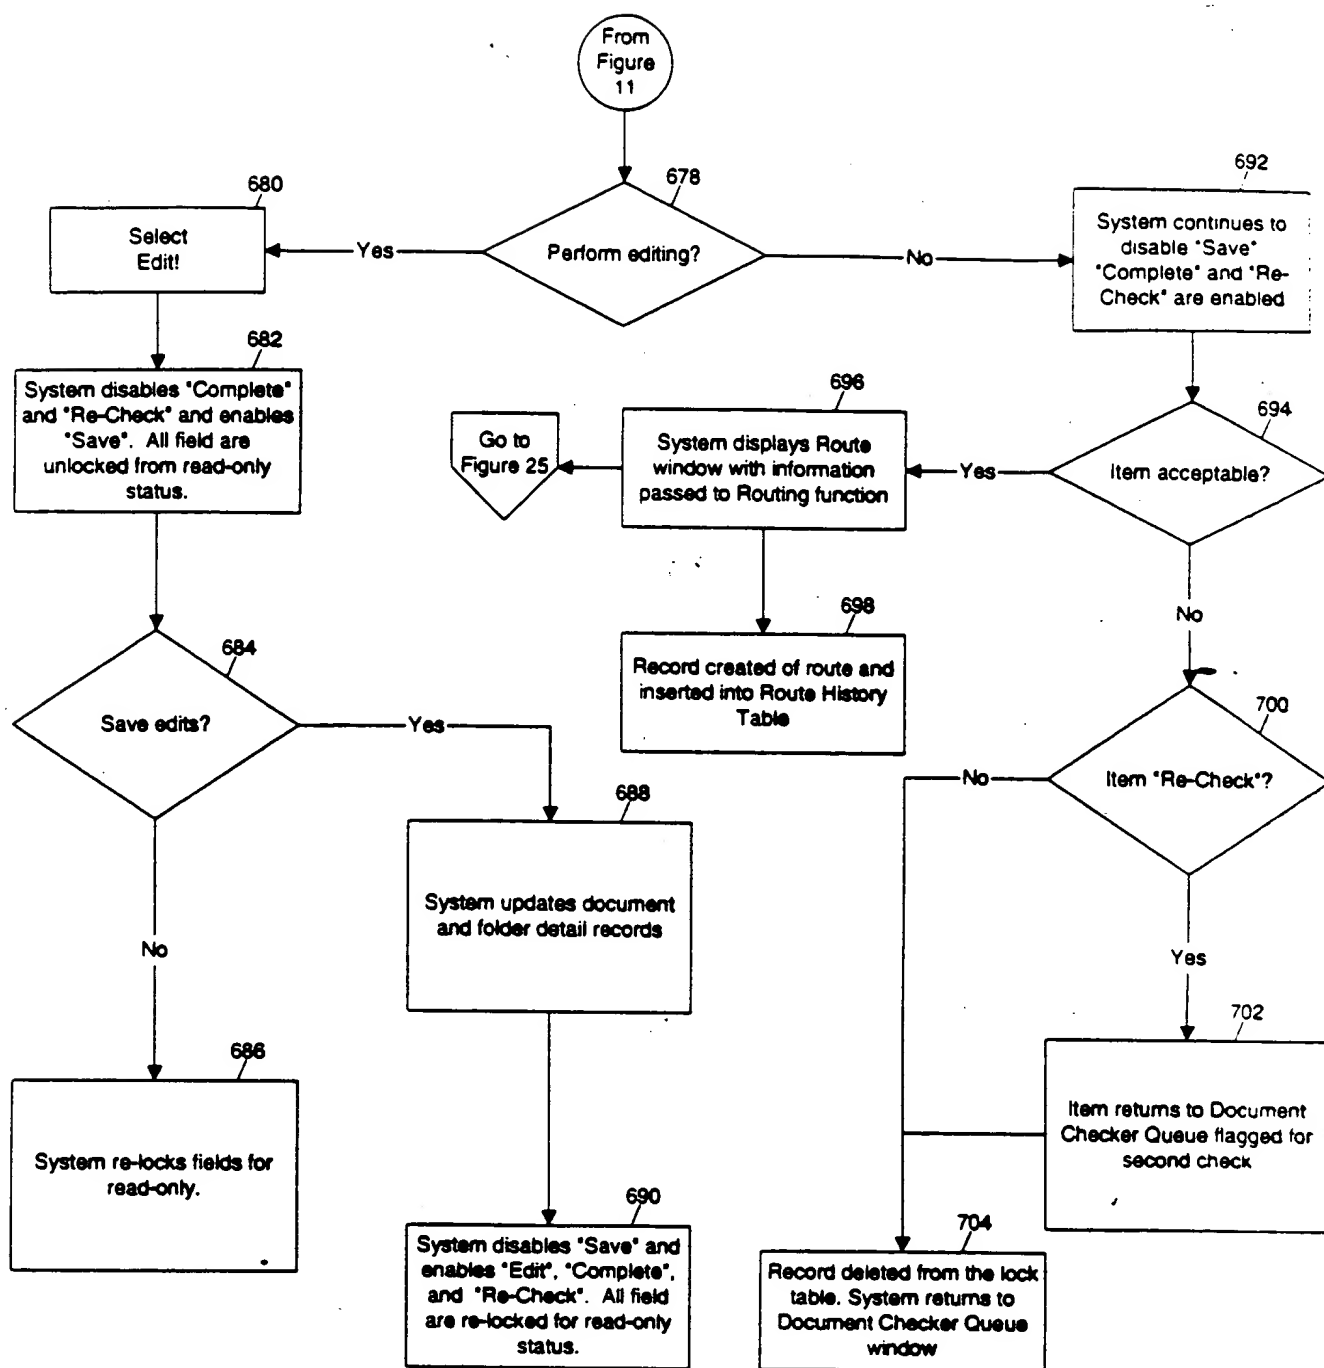 From
Figure
11
678
Perform editing?
Yes
No
680
Select
Edit!
692
System continues to
disable "Save"
"Complete" and "Re-
Check" are enabled
682
System disables "Complete"
and "Re-Check" and enables
"Save". All field are
unlocked from read-only
status.
694
Item acceptable?
Yes
No
696
System displays Route
window with information
passed to Routing function
Go to
Figure 25
698
Record created of route and
inserted into Route History
Table
684
Save edits?
Yes
No
700
Item "Re-Check"?
No
Yes
688
System updates document
and folder detail records
686
System re-locks fields for
read-only.
702
Item returns to Document
Checker Queue flagged for
second check
690
System disables "Save" and
enables "Edit", "Complete",
and "Re-Check". All field
are re-locked for read-only
status.
704
Record deleted from the lock
table. System returns to
Document Checker Queue
window